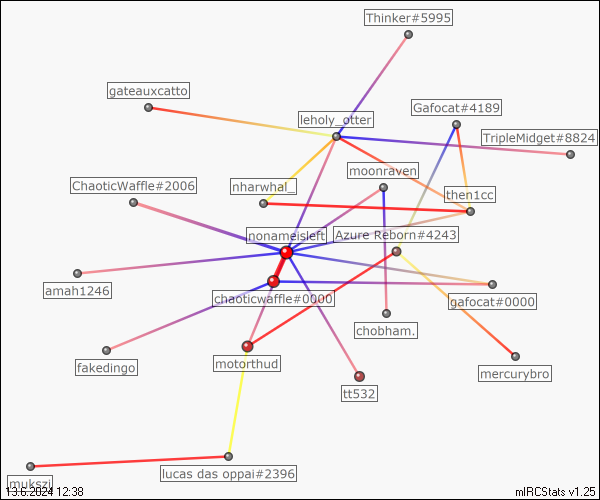 Thinker#5995
gateauxcatto
Gafocat#4189
leholy_otter
TripleMidget#8824
moonraven
ChaoticWaffle#2006
nharwhal_
then1cc
nonameisleft
Azure Reborn#4243
amah1246
chaoticwaffle#0000
gafocat#0000
chobham.
fakedingo
motorthud
mercurybro
tt532
lucas das oppai#2396
mukszi
13.6.2024 12:38
mIRCStats v1.25